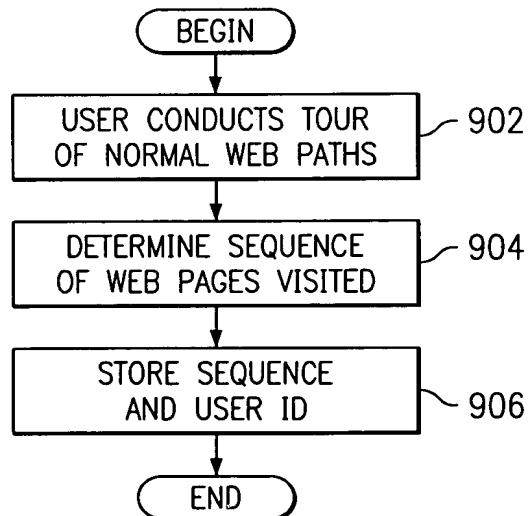 BEGIN
USER CONDUCTS TOUR
OF NORMAL WEB PATHS
902
DETERMINE SEQUENCE
OF WEB PAGES VISITED
904
STORE SEQUENCE
AND USER ID
906
END